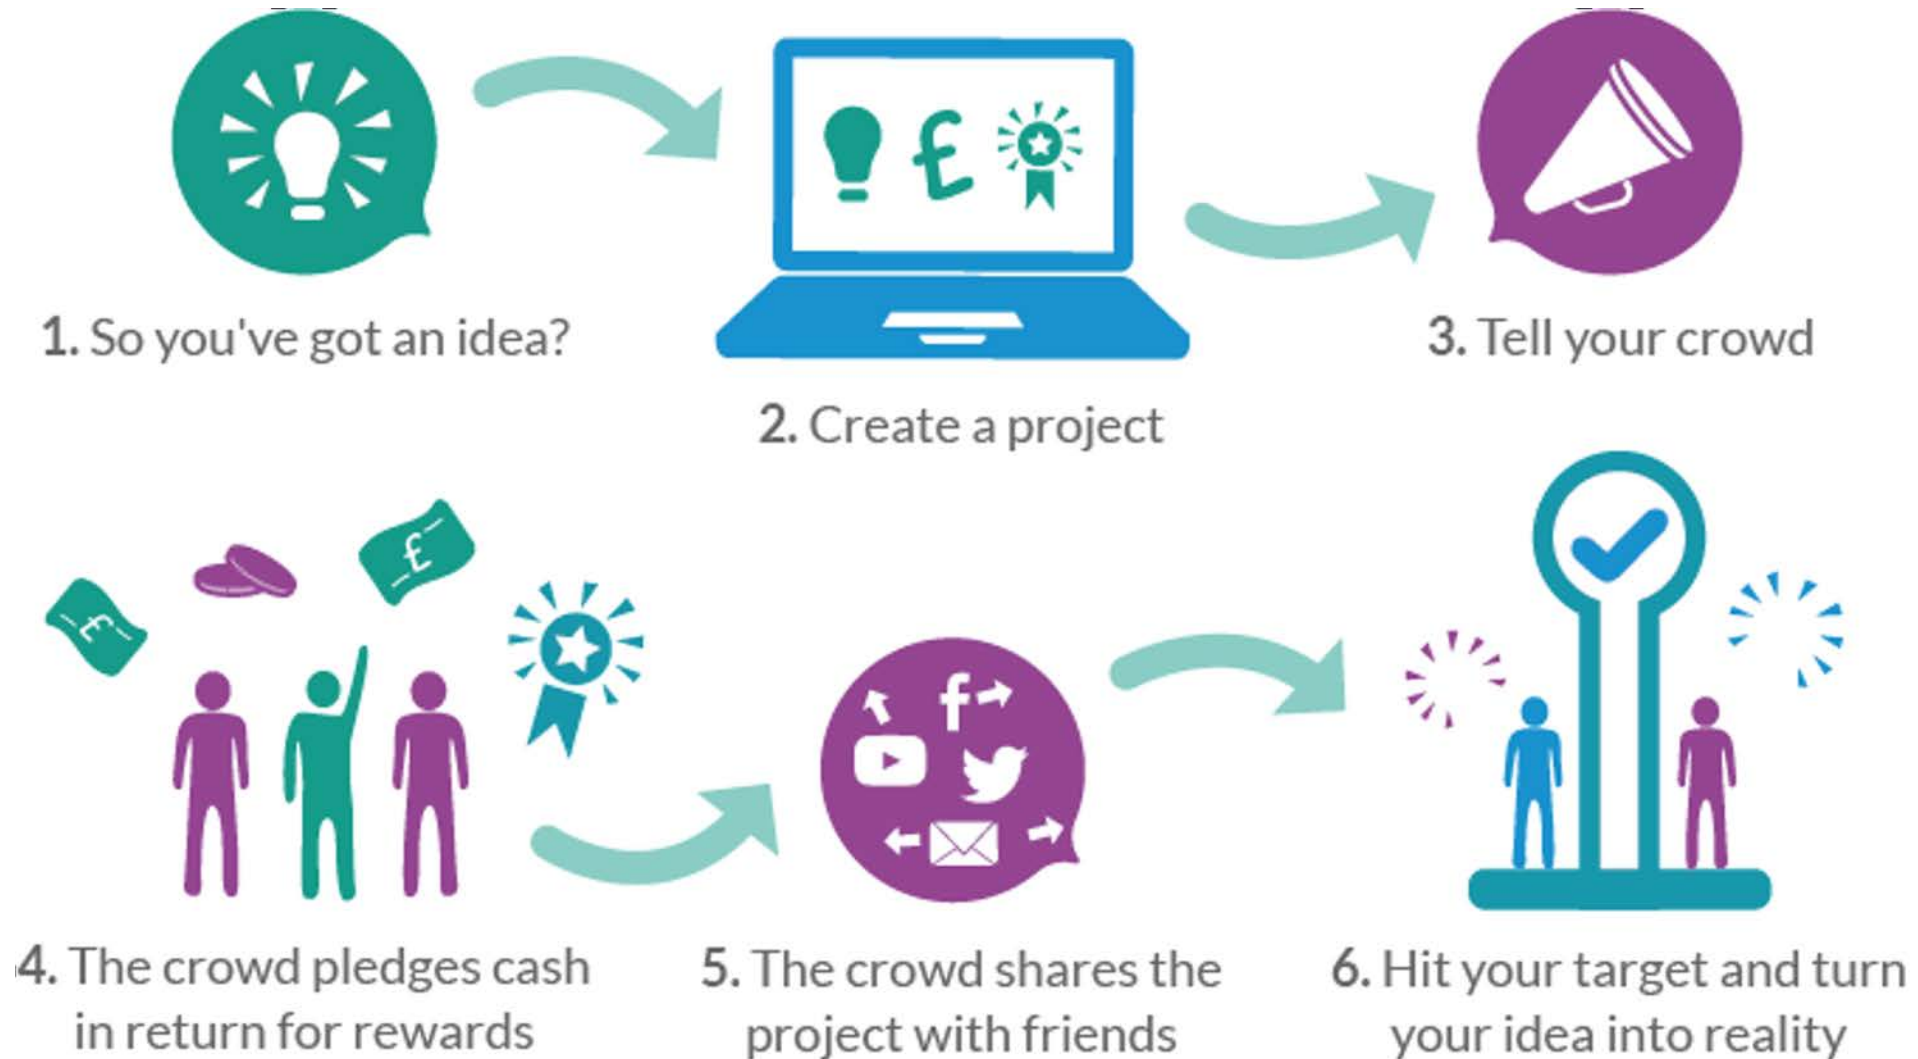 1. So you've got an idea?
2. Create a project
3. Tell your crowd
4. The crowd pledges cash
in return for rewards
5. The crowd shares the
project with friends
6. Hit your target and turn
your idea into reality
£
£
£
f